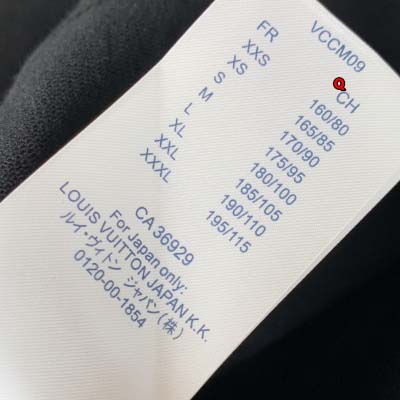 VCCM09
Q
FR CH
XXS 160/80
XS 165/85
S 170/90
M 175/95
L 180/100
XL 185/105
XXL 190/110
XXXL 195/115
CA 36929
For Japan only:
LOUIS VUITTON JAPAN K.K.
ルイ・ヴィトン ジャパン(株)
0120-00-1854